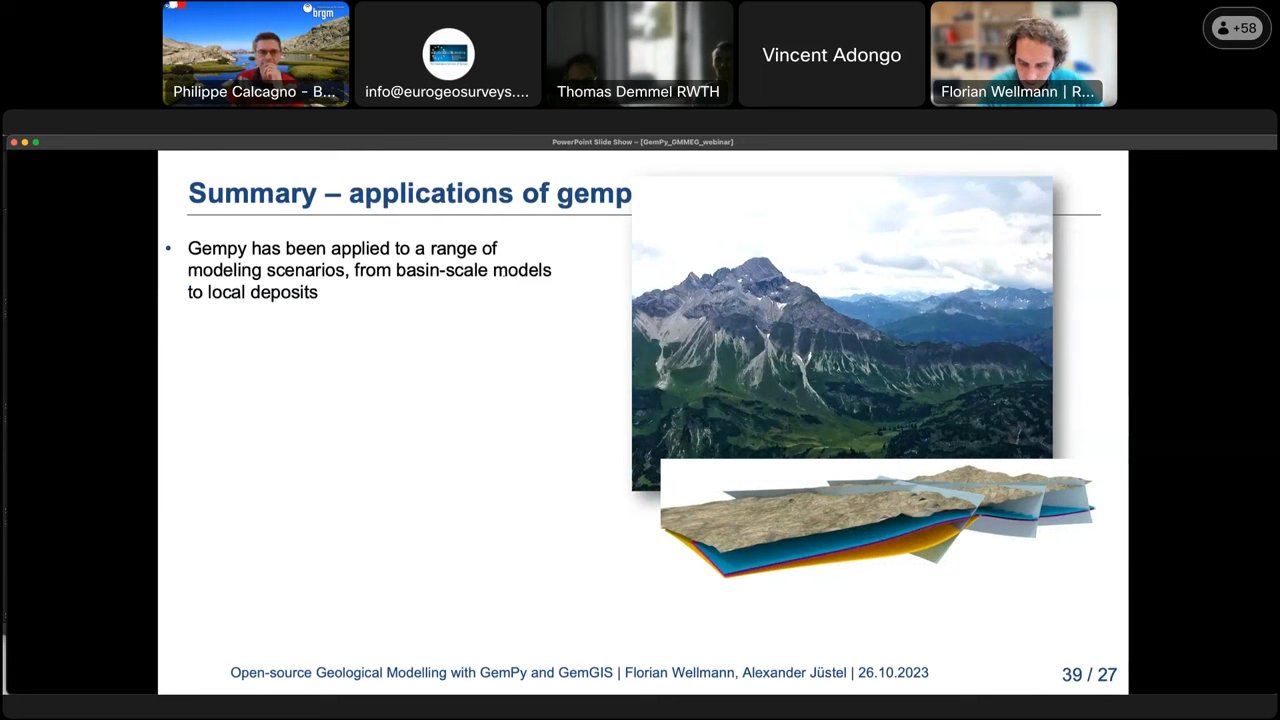 brgm
Philippe Calcagno - B...
info@eurogeosurveys....
Thomas Demmel RWTH
Vincent Adongo
Florian Wellmann | R...
+58
PowerPoint Slide Show – [GemPy_GMMEG_webinar]
Summary – applications of gemp
• Gempy has been applied to a range of
modeling scenarios, from basin-scale models
to local deposits
Open-source Geological Modelling with GemPy and GemGIS | Florian Wellmann, Alexander Jüstel | 26.10.2023
39 / 27